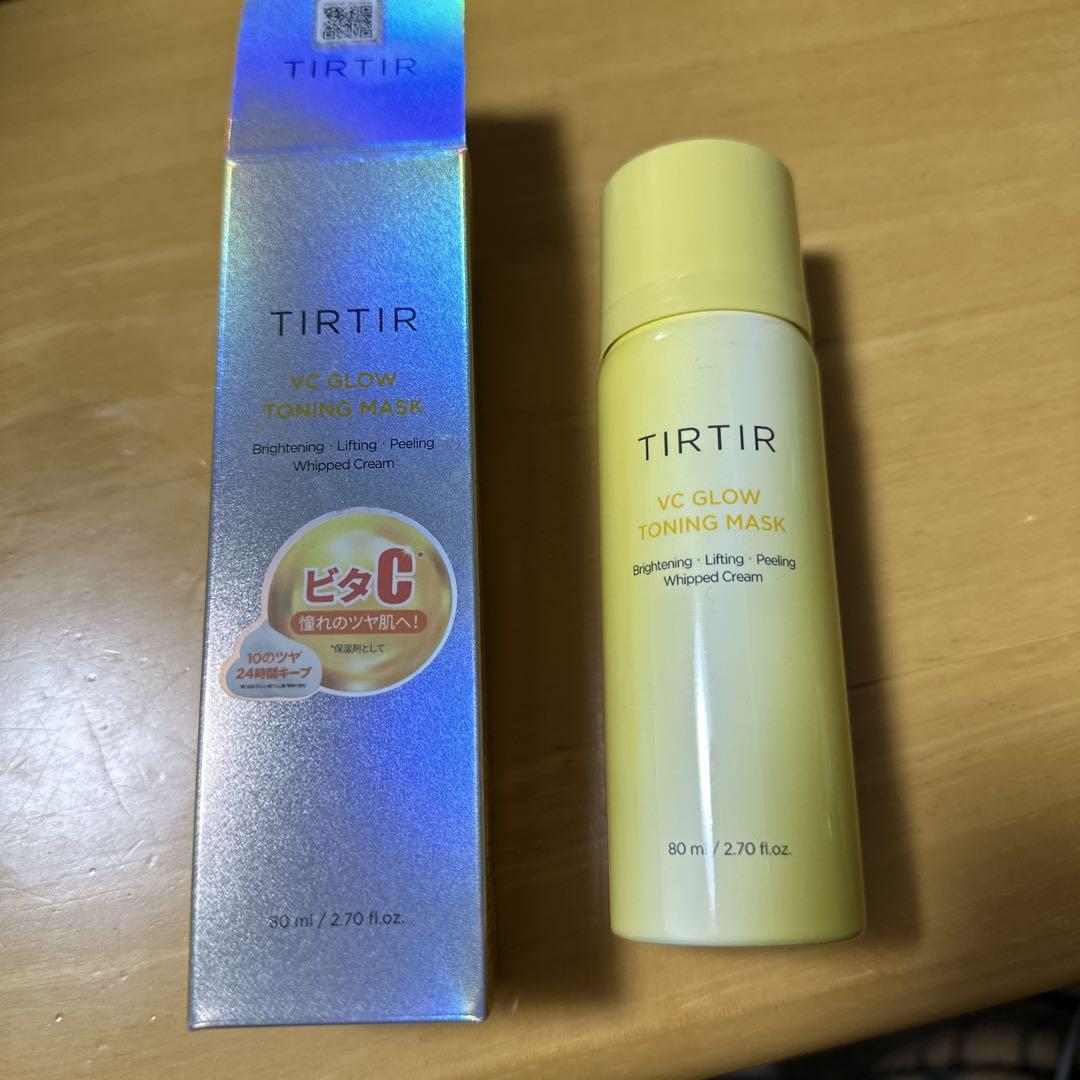 TIRTIR
TIRTIR
VC GLOW
TONING MASK
Brightening · Lifting · Peeling
Whipped Cream
ビタC*
憧れのツヤ肌へ!
*保湿剤として
10のツヤ
24時間キープ
80 ml / 2.70 fl.oz.
TIRTIR
VC GLOW
TONING MASK
Brightening · Lifting · Peeling
Whipped Cream
80 ml / 2.70 fl.oz.